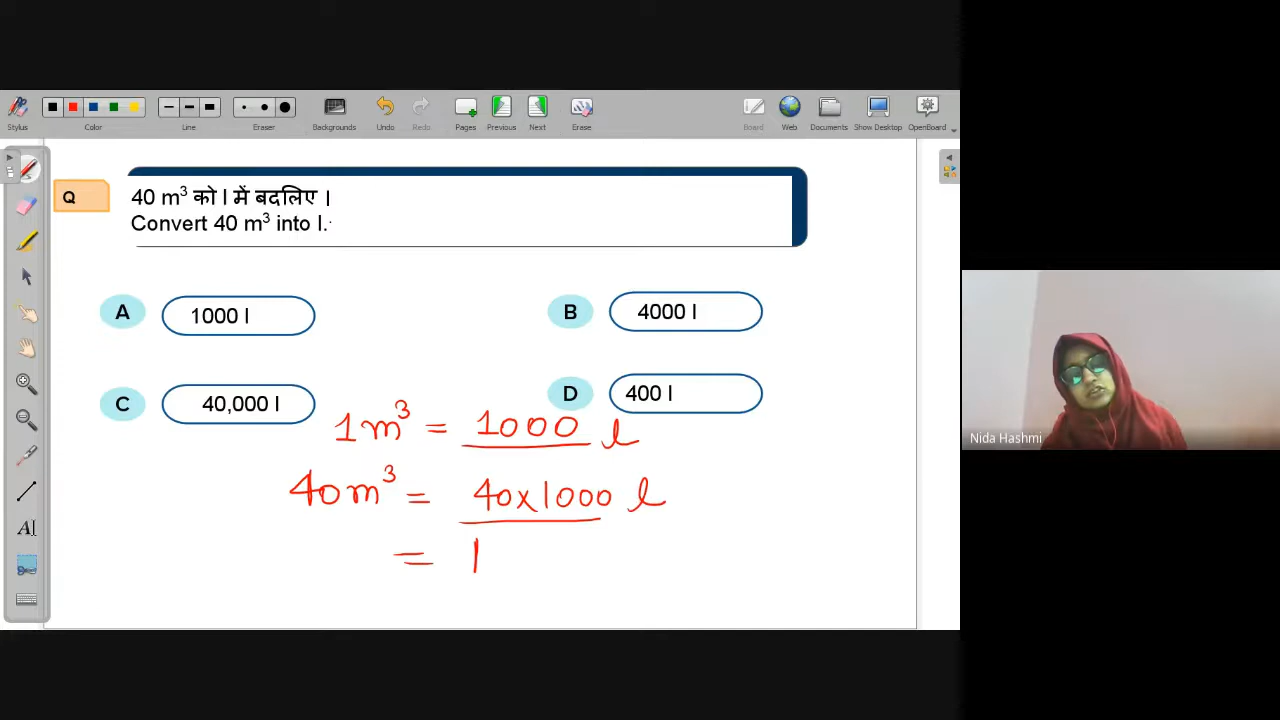 Stylus
Color
Line
Eraser
Backgrounds
Undo
Redo
Pages
Previous
Next
Erase
Board
Web
Documents
Show Desktop
OpenBoard
Q
40 m³ को l में बदलिए ।
Convert 40 m³ into l.
A 1000 l
B 4000 l
C 40,000 l
D 400 l
1m³ = 1000 l
40m³ = 40x1000 l
= 1
Nida Hashmi